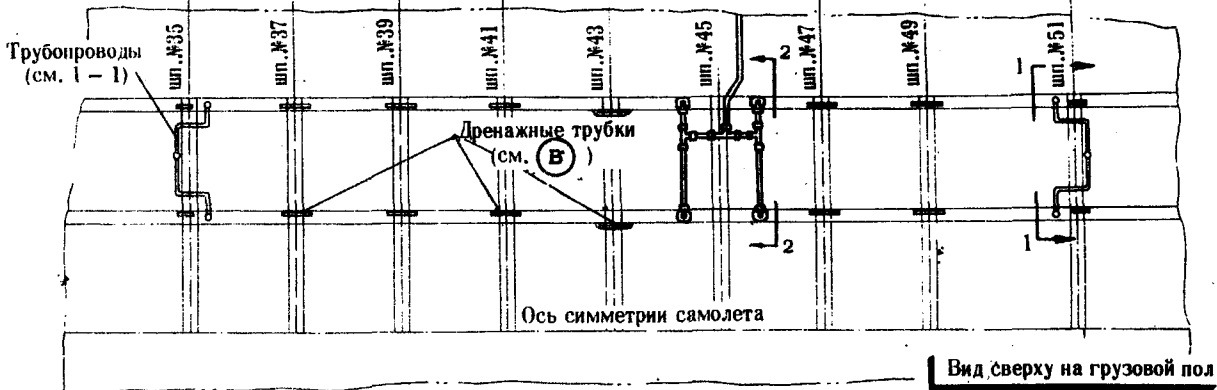 Трубопроводы
(см. 1 – 1)
шп.№35
шп.№37
шп.№39
шп.№41
шп.№43
шп.№45
шп.№47
шп.№49
шп.№51
2
1
Дренажные трубки
(см. В )
2
1
Ось симметрии самолета
Вид сверху на грузовой пол